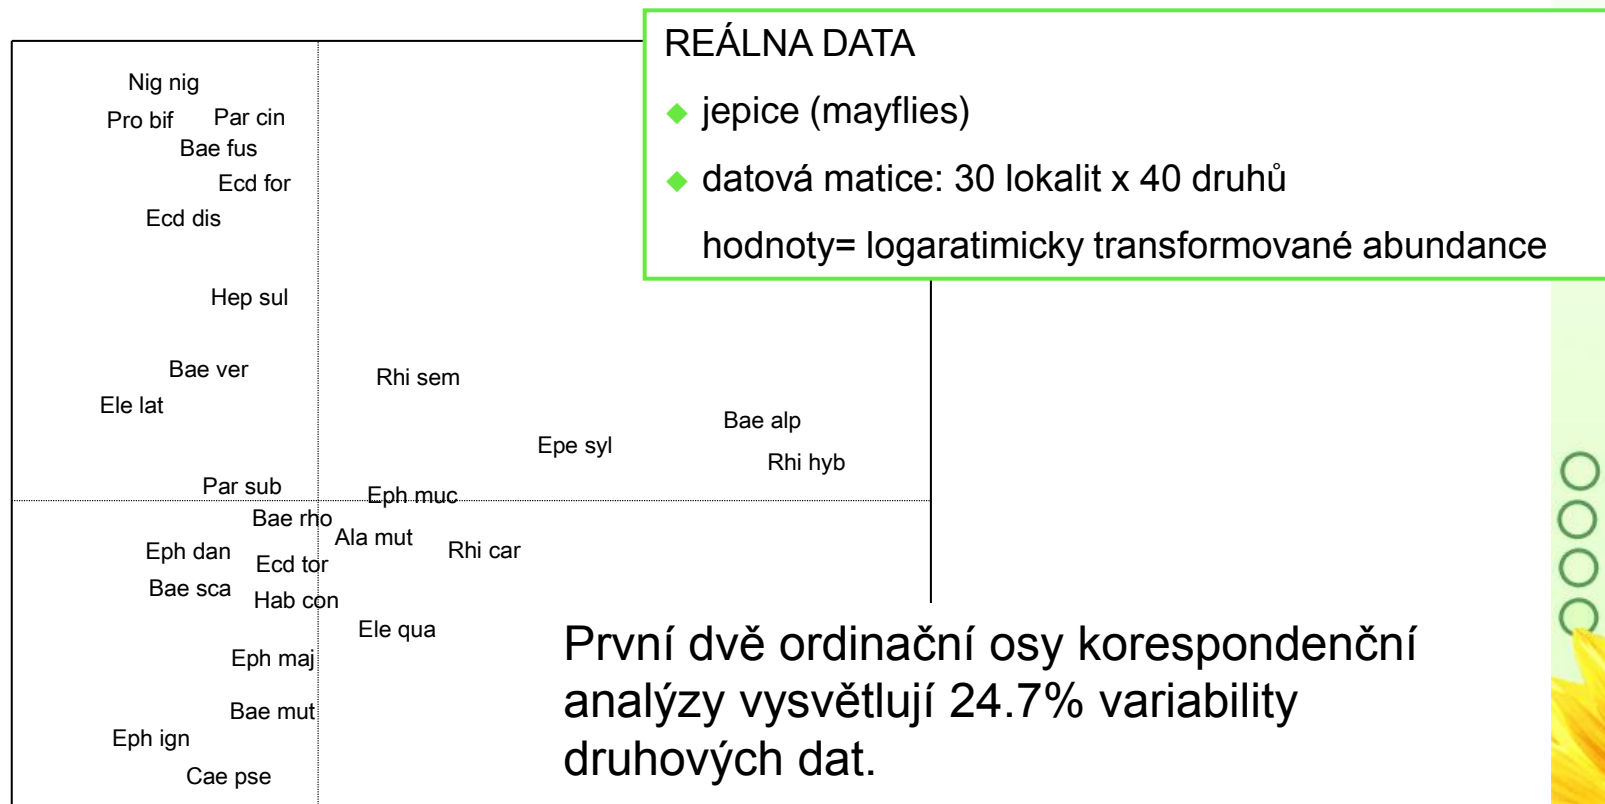 REÁLNA DATA
jepice (mayflies)
datová matice: 30 lokalit x 40 druhů
hodnoty= logaratimicky transformované abundance
Nig nig
Pro bif
Par cin
Bae fus
Ecd for
Ecd dis
Hep sul
Bae ver
Rhi sem
Ele lat
Bae alp
Epe syl
Rhi hyb
Par sub
Eph muc
Bae rho
Ala mut
Eph dan
Rhi car
Ecd tor
Bae sca
Hab con
Ele qua
Eph maj
Bae mut
Eph ign
Cae pse
První dvě ordinační osy korespondenční
analýzy vysvětlují 24.7% variability
druhových dat.